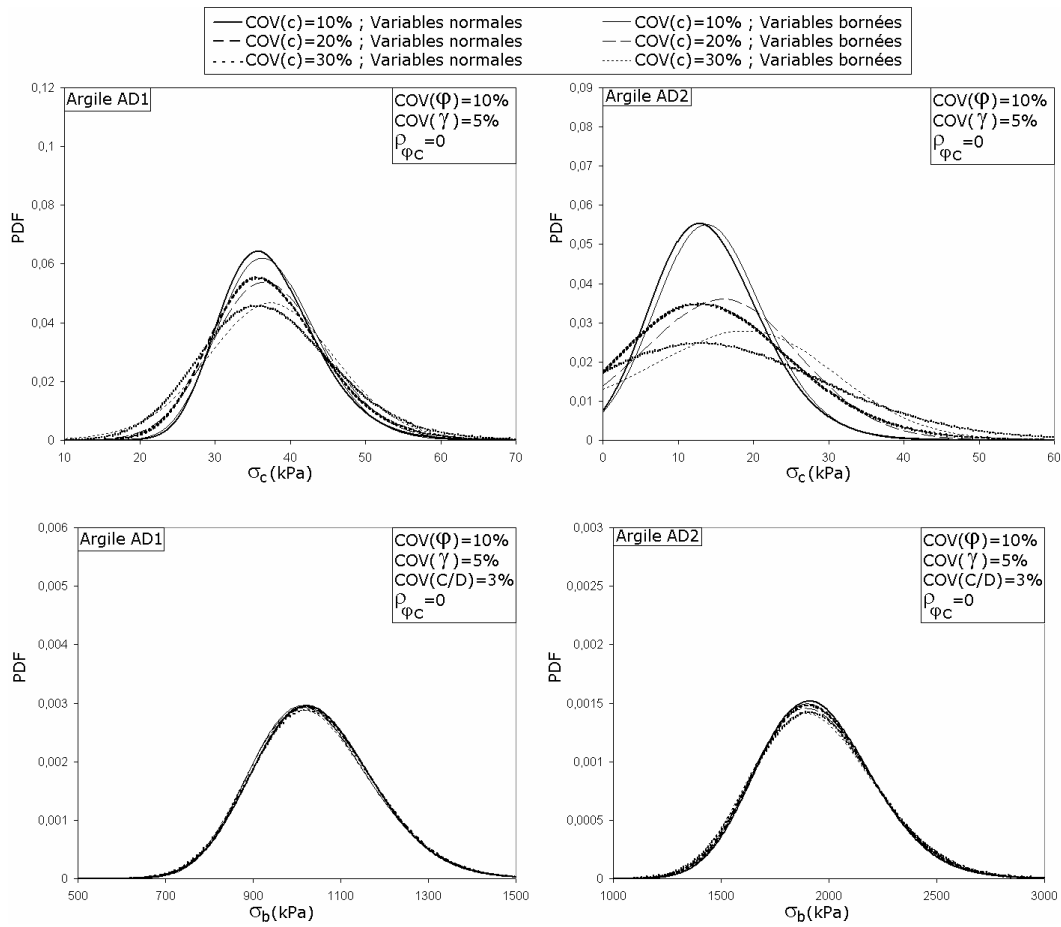 COV(c)=10% ; Variables normales
COV(c)=10% ; Variables bornées
COV(c)=20% ; Variables normales
COV(c)=20% ; Variables bornées
COV(c)=30% ; Variables normales
COV(c)=30% ; Variables bornées
Argile AD1
COV(φ)=10%
COV(γ)=5%
ρφc=0
PDF
0,12
0,1
0,08
0,06
0,04
0,02
0
10 20 30 40 50 60 70
σc(kPa)
Argile AD2
COV(φ)=10%
COV(γ)=5%
ρφc=0
PDF
0,09
0,08
0,07
0,06
0,05
0,04
0,03
0,02
0,01
0
0 10 20 30 40 50 60
σc(kPa)
Argile AD1
COV(φ)=10%
COV(γ)=5%
COV(C/D)=3%
ρφc=0
PDF
0,006
0,005
0,004
0,003
0,002
0,001
0
500 700 900 1100 1300 1500
σb(kPa)
Argile AD2
COV(φ)=10%
COV(γ)=5%
COV(C/D)=3%
ρφc=0
PDF
0,003
0,0025
0,002
0,0015
0,001
0,0005
0
1000 1500 2000 2500 3000
σb(kPa)